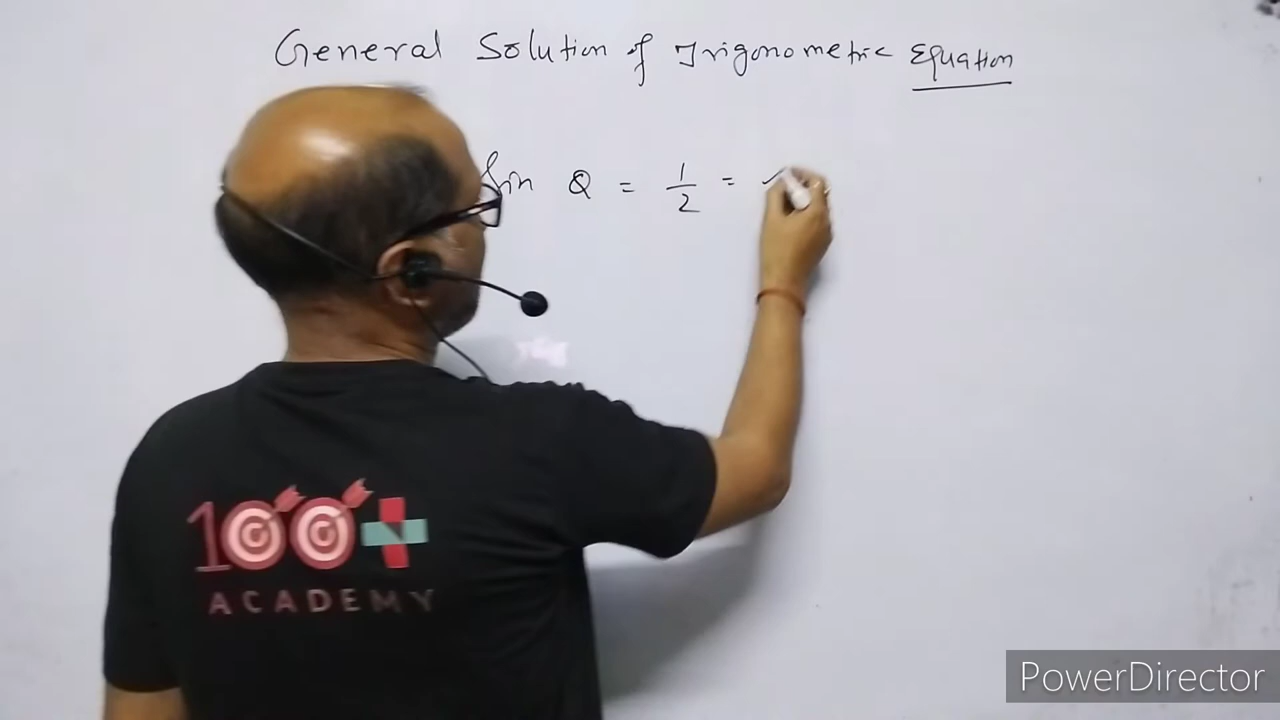 General Solution of Trigonometric Equation
Sin Q = 1/2 =
100+
ACADEMY
PowerDirector